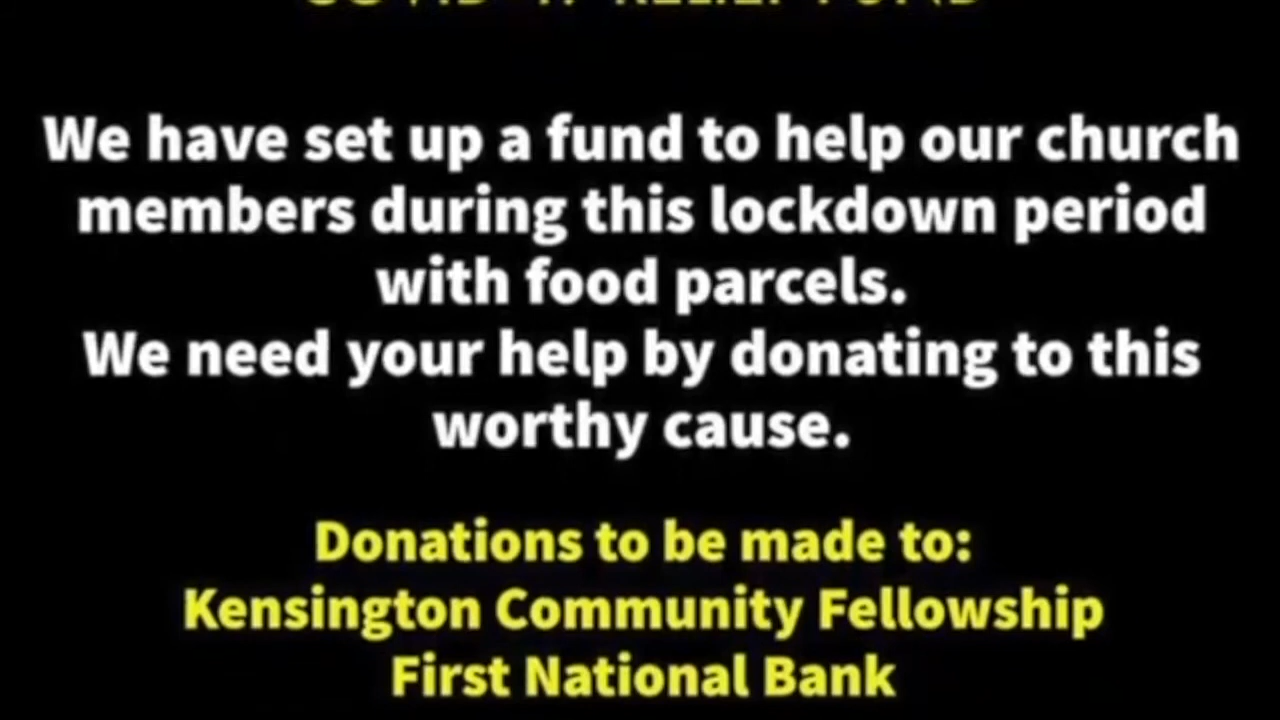 We have set up a fund to help our church
members during this lockdown period
with food parcels.
We need your help by donating to this
worthy cause.
Donations to be made to:
Kensington Community Fellowship
First National Bank